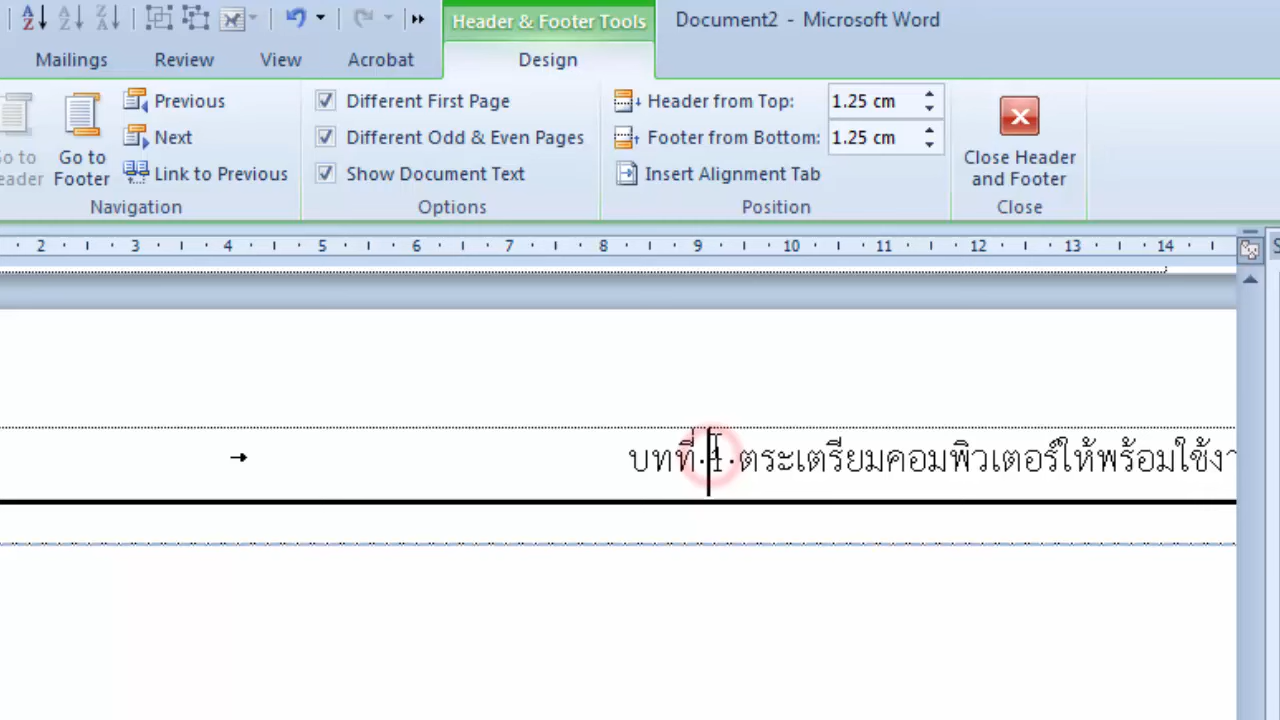 Header & Footer Tools
Document2 - Microsoft Word
Mailings Review View Acrobat Design
Previous
Next
Link to Previous
Go to
Footer
Navigation
Different First Page
Different Odd & Even Pages
Show Document Text
Options
Header from Top: 1.25 cm
Footer from Bottom: 1.25 cm
Insert Alignment Tab
Position
Close Header
and Footer
Close
2 3 4 5 6 7 8 9 10 11 12 13 14
บทที่ 1 ตระเตรียมคอมพิวเตอร์ให้พร้อมใช้